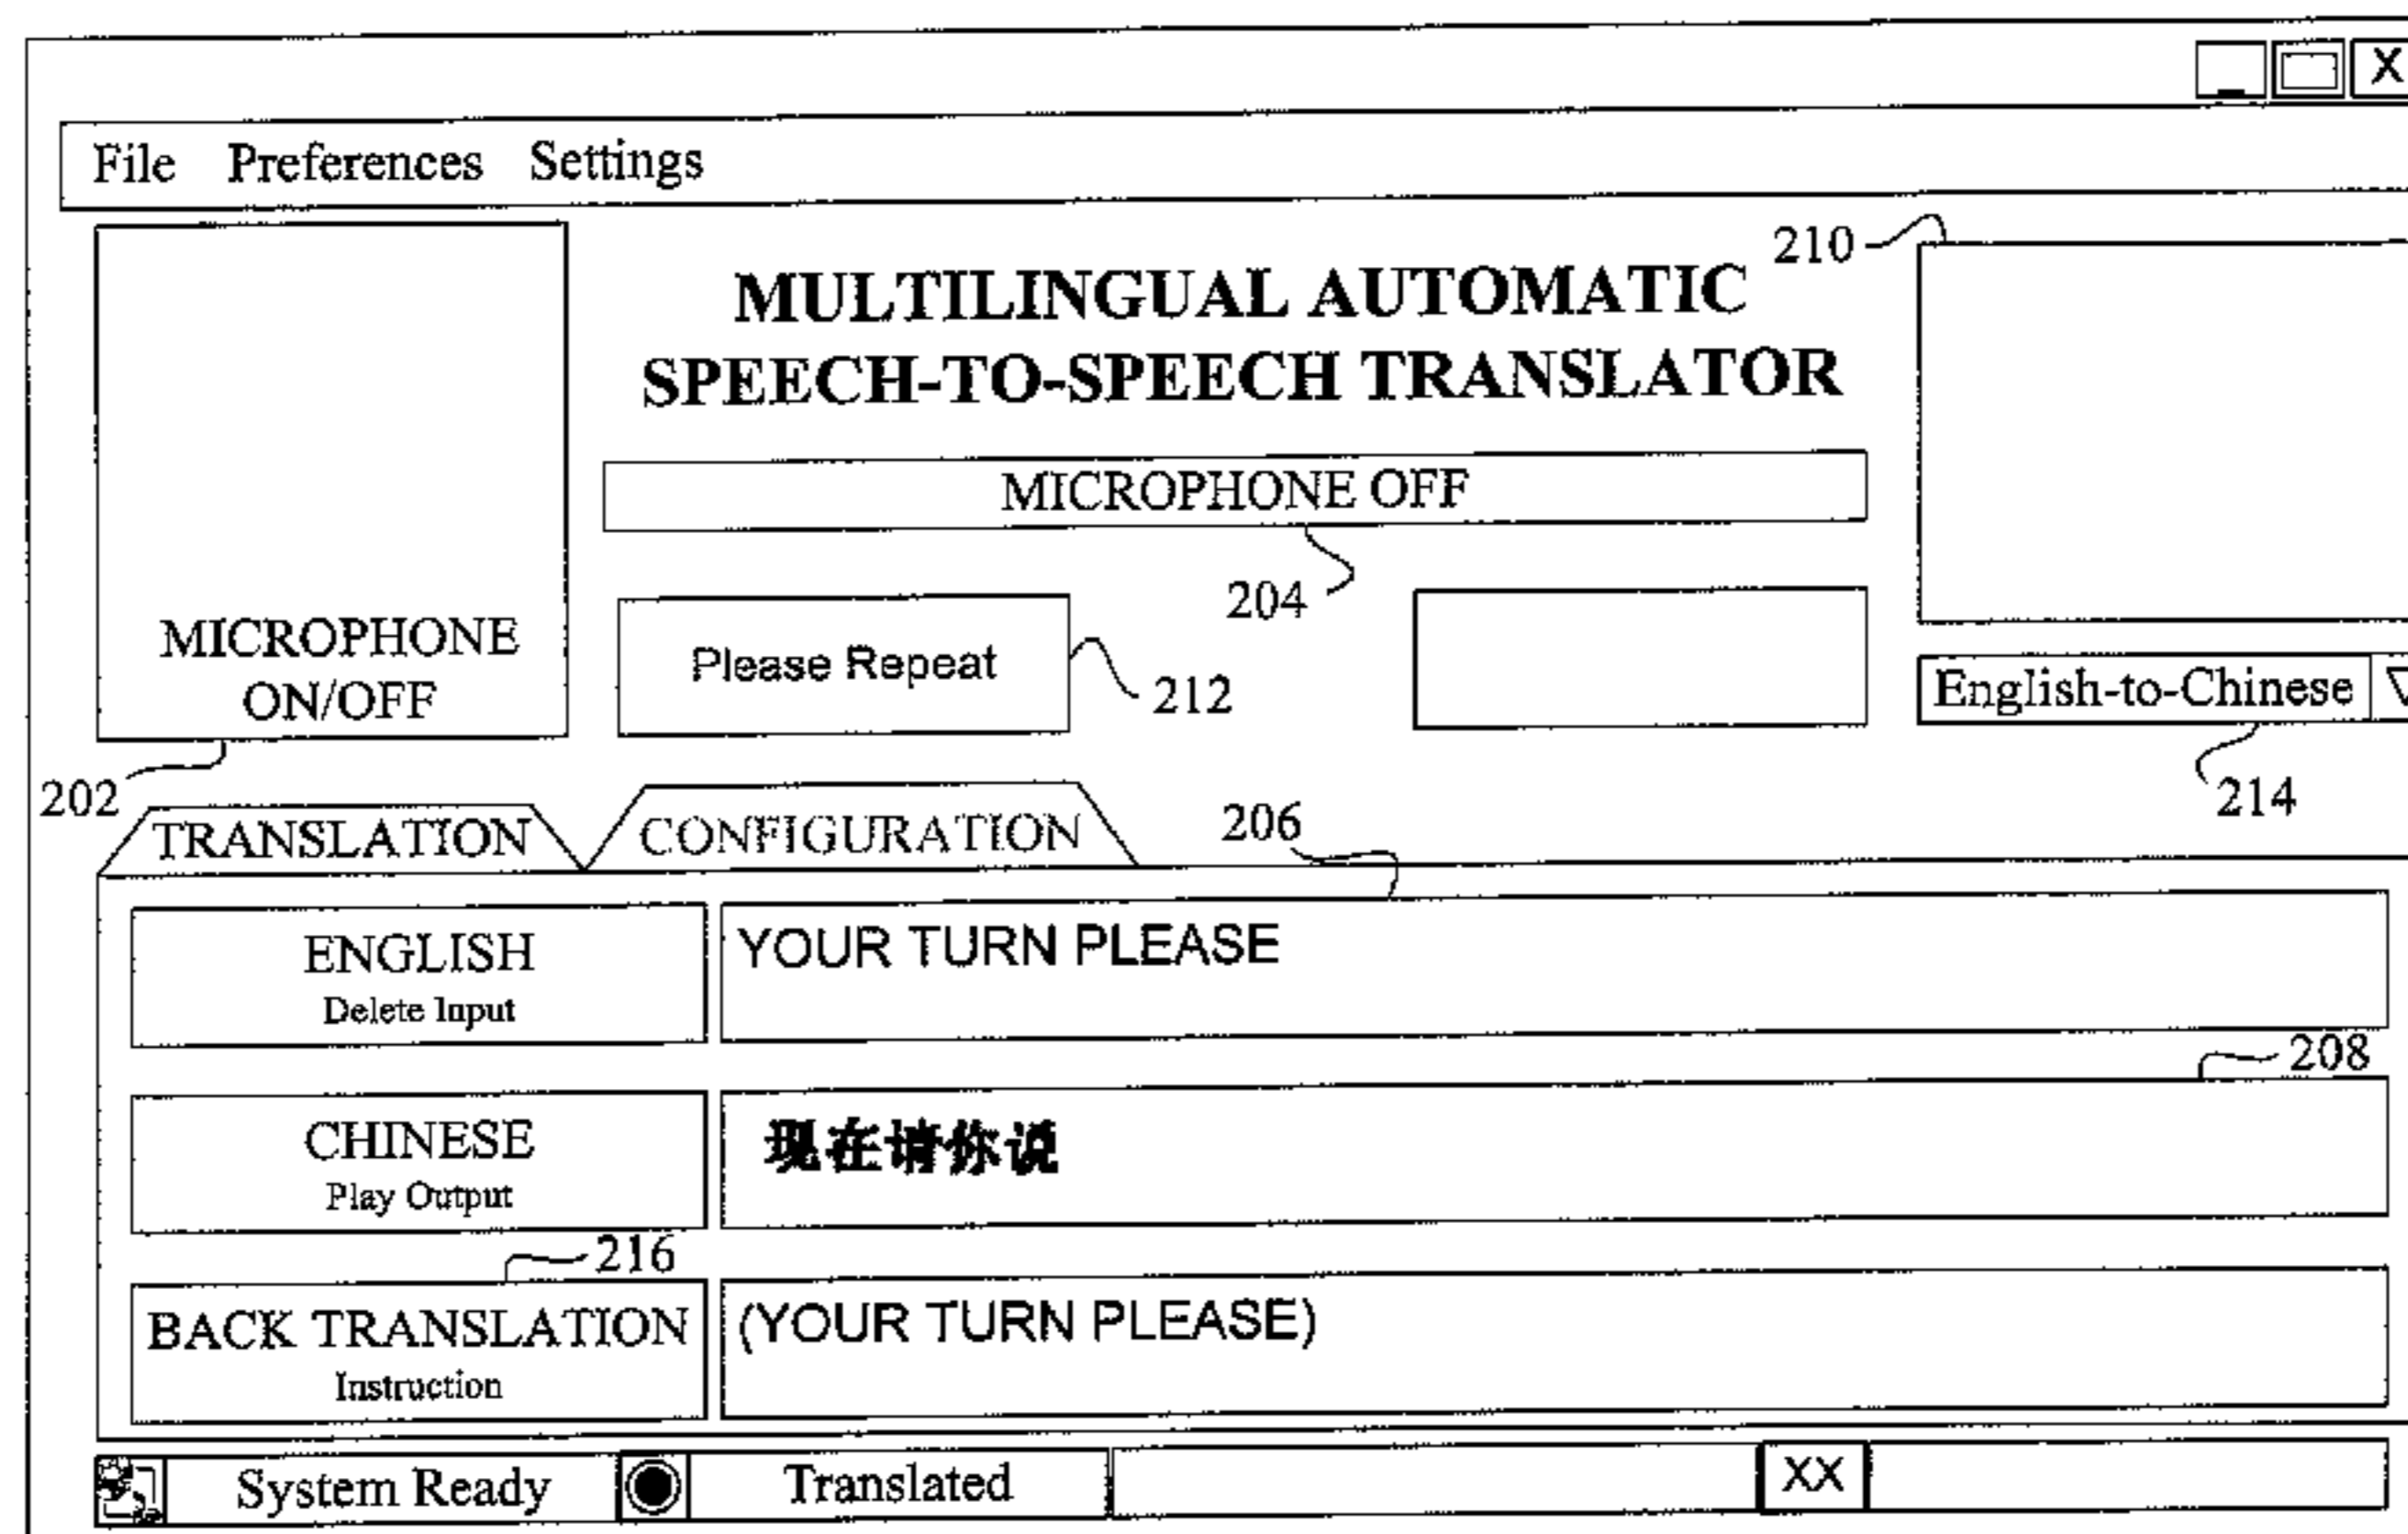 X
File Preferences Settings
210
MULTILINGUAL AUTOMATIC
SPEECH-TO-SPEECH TRANSLATOR
MICROPHONE OFF
204
MICROPHONE
ON/OFF
Please Repeat
212
English-to-Chinese
202
214
TRANSLATION
CONFIGURATION
206
ENGLISH
Delete Input
YOUR TURN PLEASE
208
CHINESE
Play Output
现在请你说
216
BACK TRANSLATION
Instruction
(YOUR TURN PLEASE)
System Ready
Translated
XX